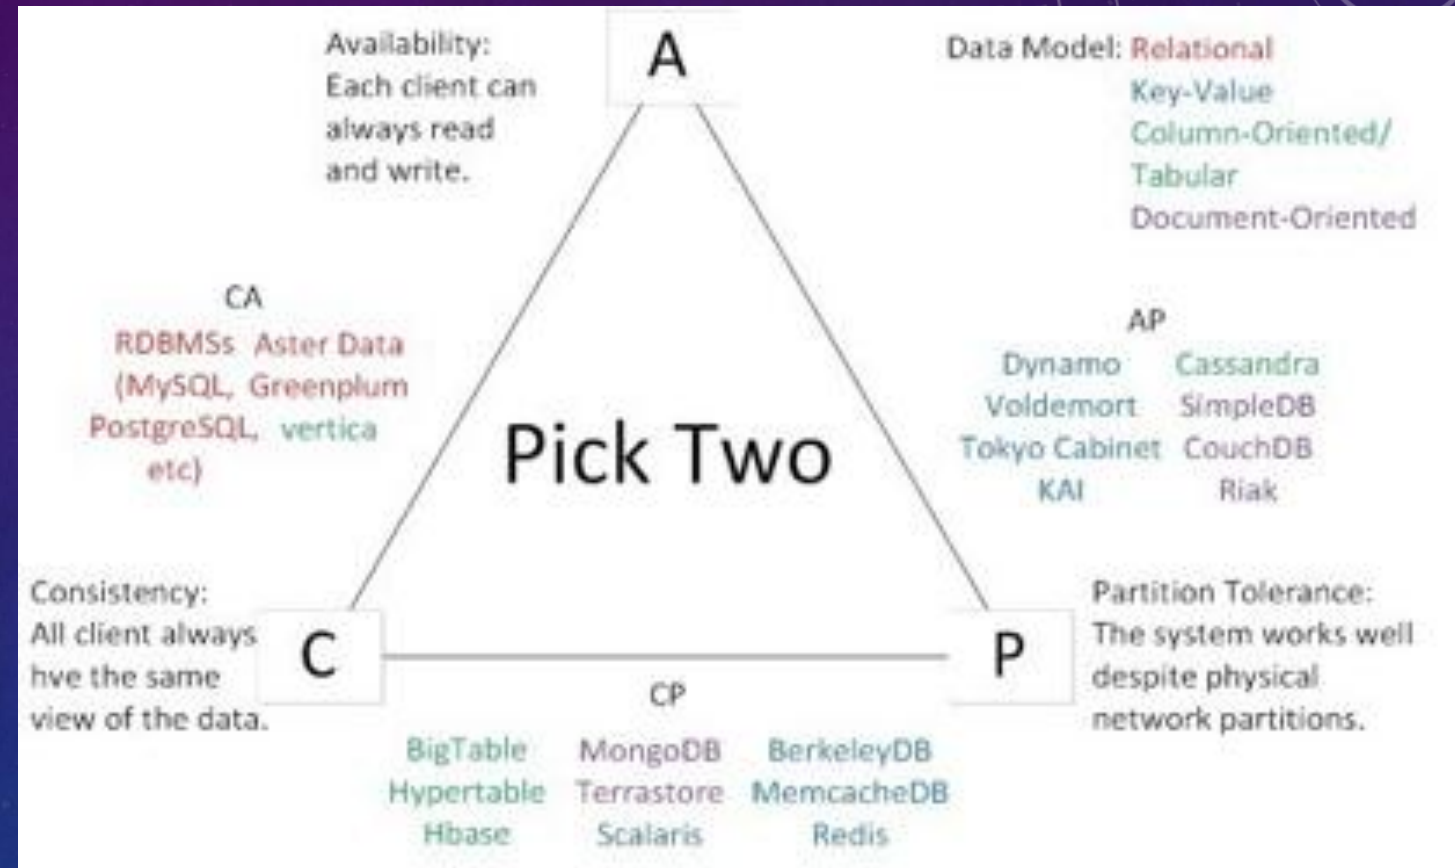 A
Availability:
Each client can
always read
and write.
Data Model: Relational
Key-Value
Column-Oriented/
Tabular
Document-Oriented
CA
RDBMSs Aster Data
(MySQL, Greenplum
PostgreSQL, vertica
etc)
Pick Two
AP
Dynamo Cassandra
Voldemort SimpleDB
Tokyo Cabinet CouchDB
KAI Riak
Consistency:
All client always
hve the same
view of the data.
C
P
Partition Tolerance:
The system works well
despite physical
network partitions.
CP
BigTable MongoDB BerkeleyDB
Hypertable Terrastore MemcacheDB
Hbase Scalaris Redis